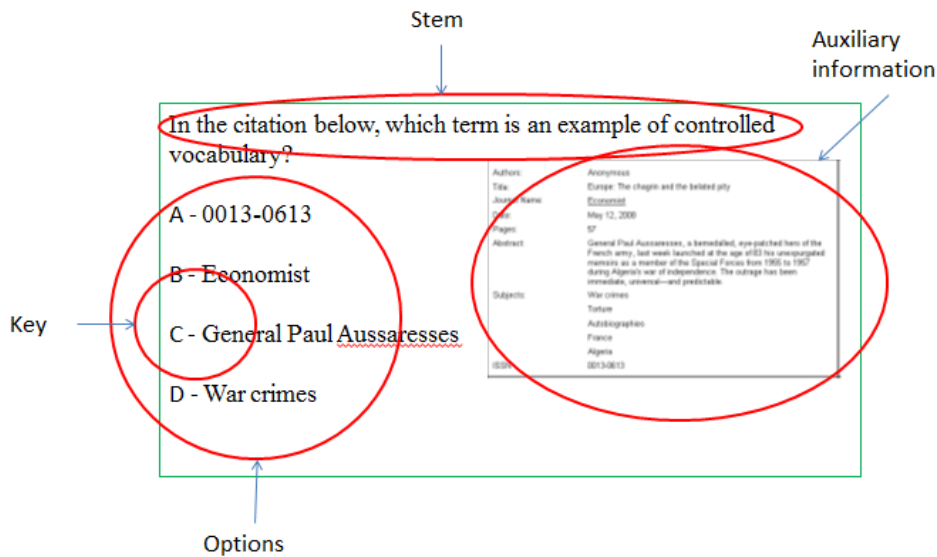 Stem
Auxiliary
information
In the citation below, which term is an example of controlled
vocabulary?
A - 0013-0613
B - Economist
C - General Paul Aussaresses
D - War crimes
Authors: Anonymous
Title: Europe: The chagrin and the belated pity
Journal Name: Economist
Date: May 12, 2008
Pages: 57
Abstract General Paul Aussaresses, a bemedalled, eye-patched hero of the
French army, last week launched at the age of 83 his unexpurgated
memoirs as a member of the Special Forces from 1955 to 1957
during Algeria's war of independence. The outrage has been
immediate, universal—and predictable.
Subjects: War crimes
Torture
Autobiographies
France
Algeria
ISSN 0013-0613
Key
Options